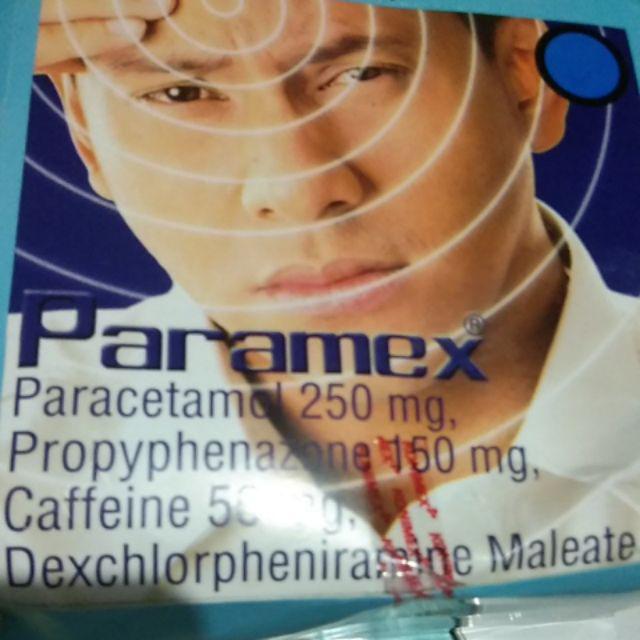 Paramex®
Paracetamol 250 mg,
Propyphenazone 150 mg,
Caffeine
Dexchlorpheniramine Maleate